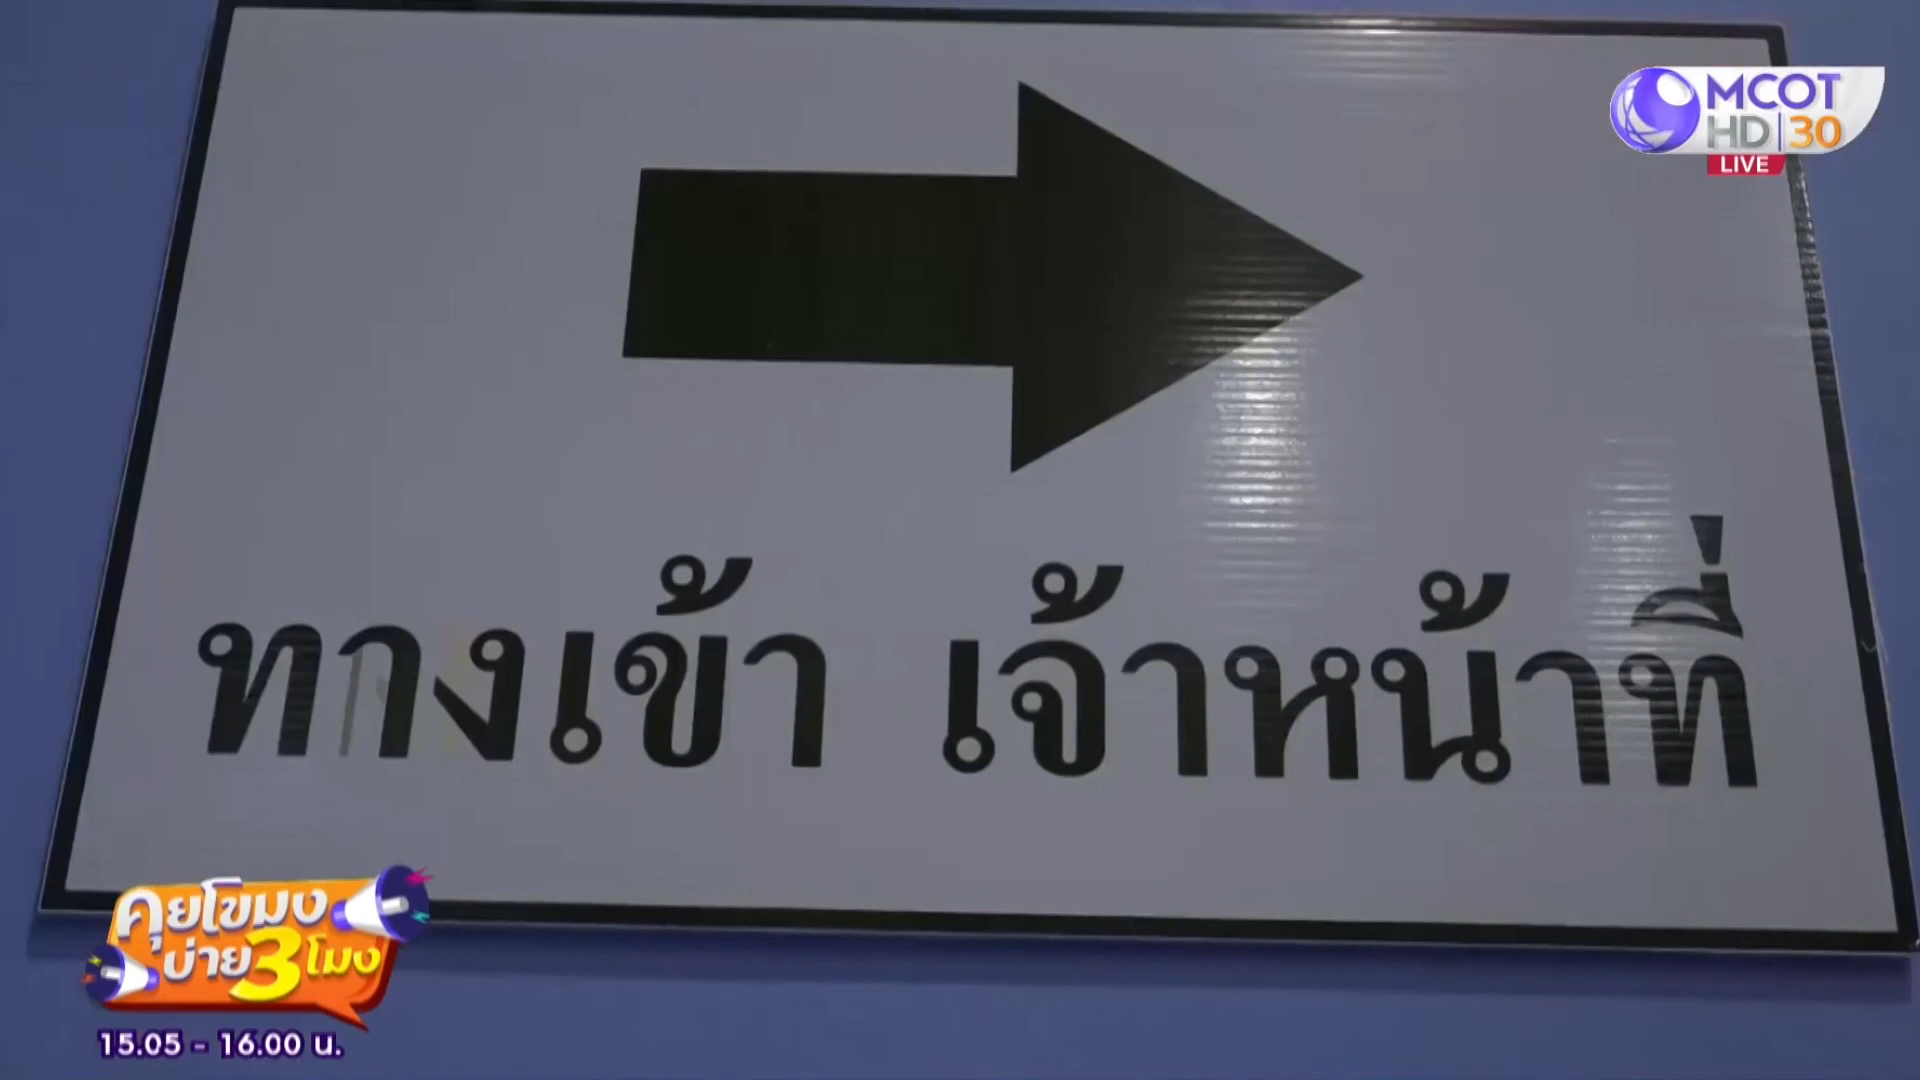 MCOT
HD 30
LIVE
ทางเข้า เจ้าหน้าที่
คุยโขมง
บ่าย3โมง
15.05 - 16.00 น.